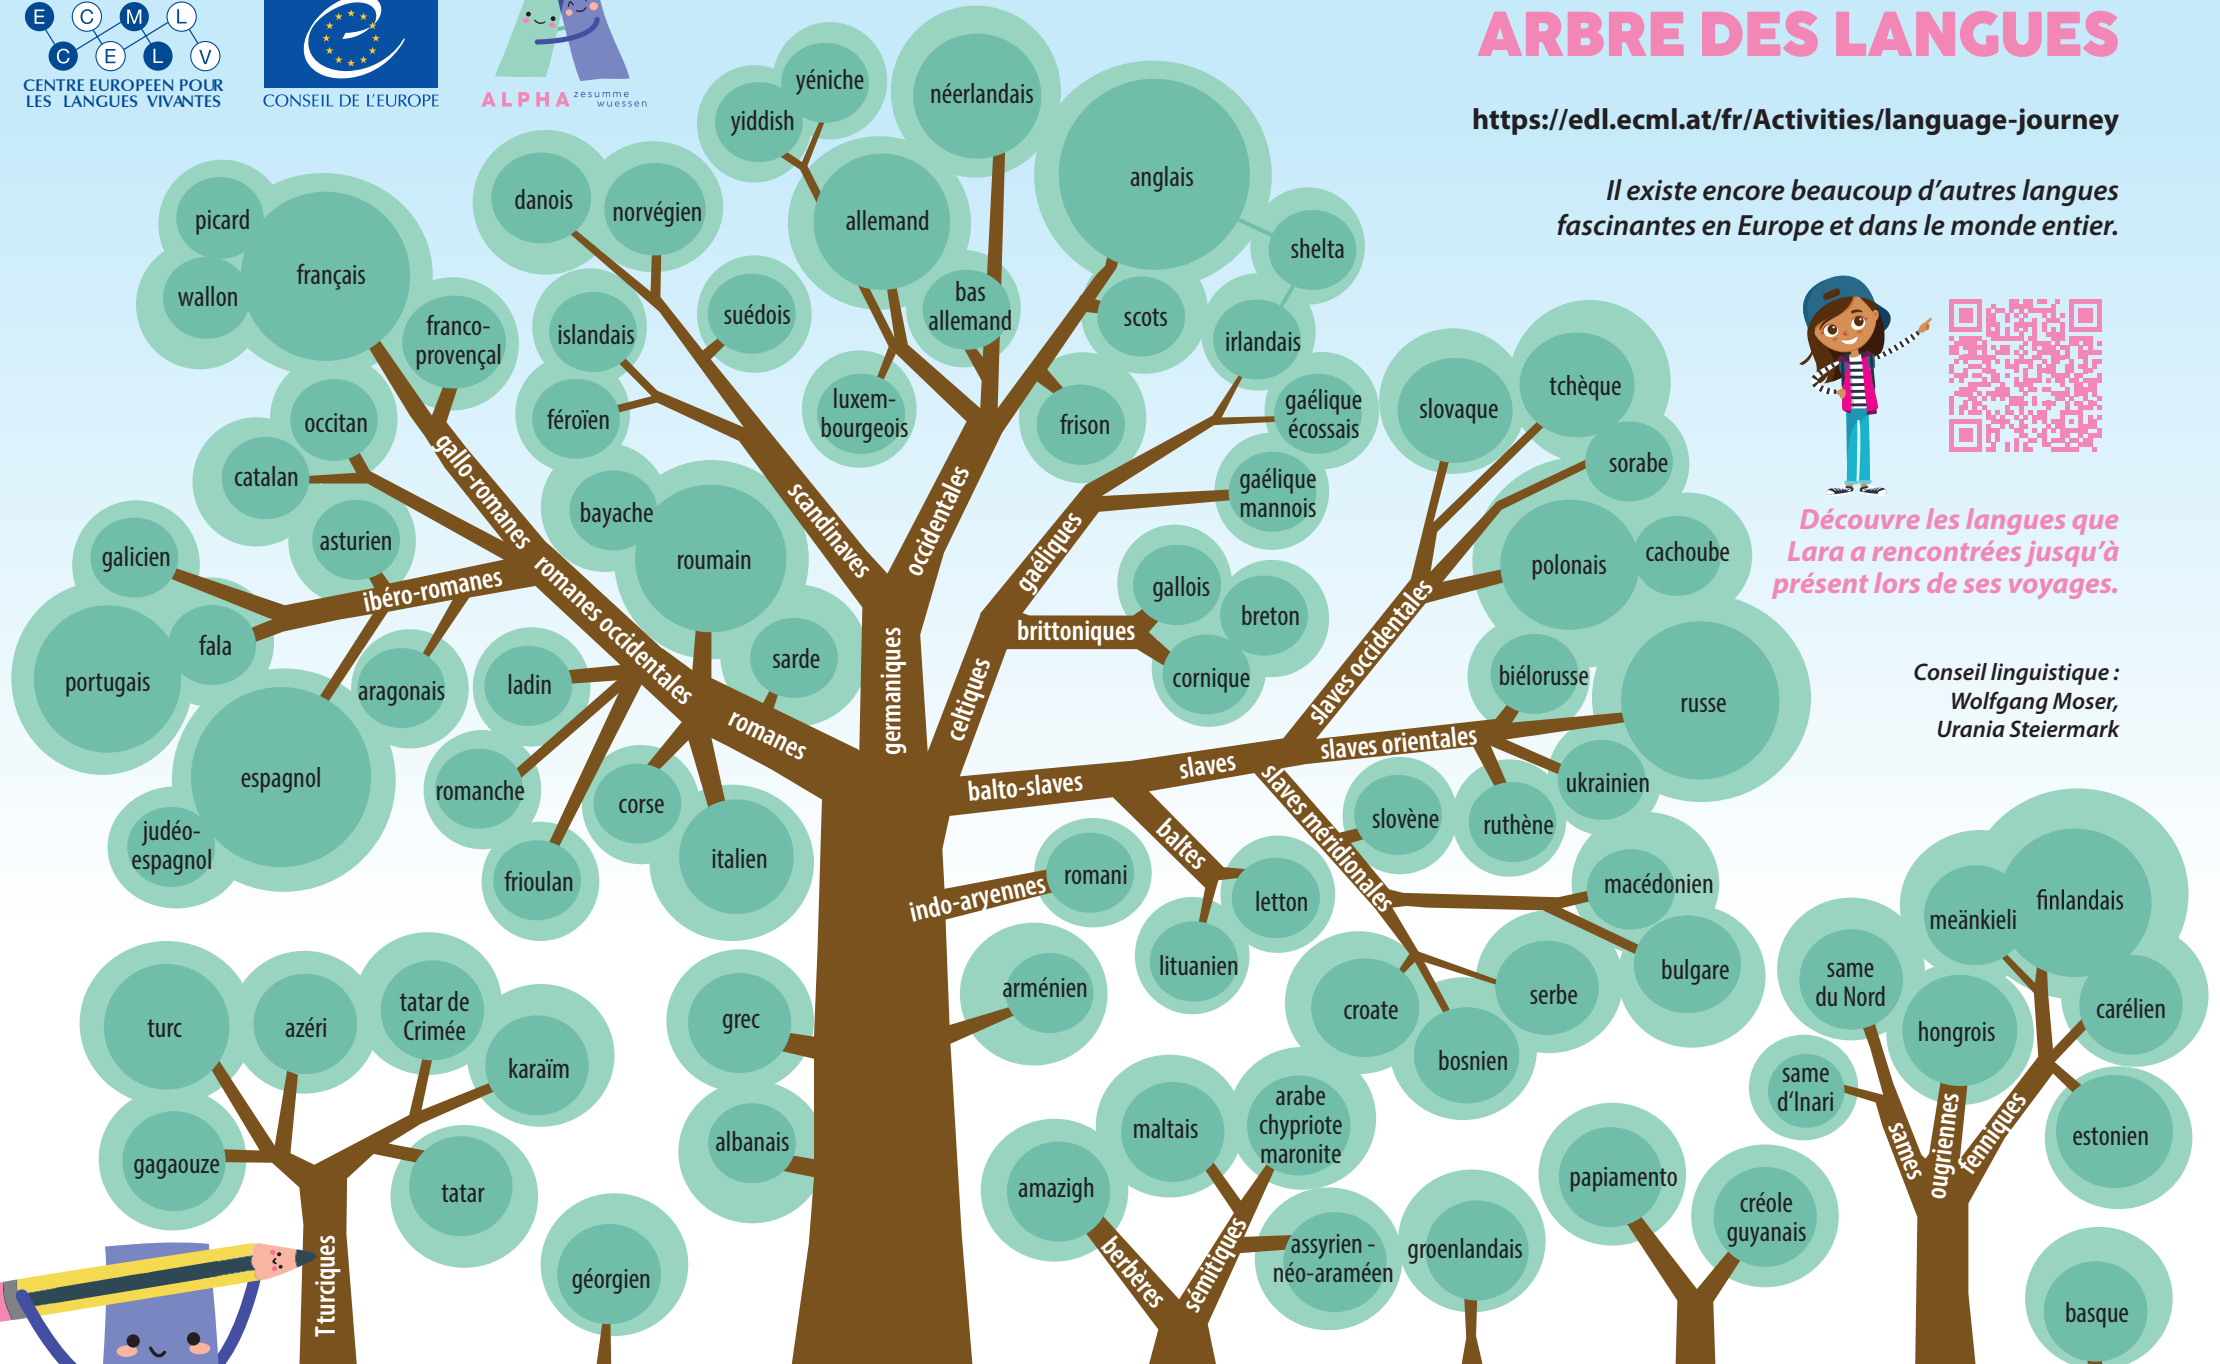 E C M L
C E L V
CENTRE EUROPEEN POUR
LES LANGUES VIVANTES
CONSEIL DE L'EUROPE
ALPHA zesumme
wuessen
ARBRE DES LANGUES
https://edl.ecml.at/fr/Activities/language-journey
Il existe encore beaucoup d'autres langues
fascinantes en Europe et dans le monde entier.
Découvre les langues que
Lara a rencontrées jusqu'à
présent lors de ses voyages.
Conseil linguistique :
Wolfgang Moser,
Urania Steiermark
picard
français
wallon
franco-
provençal
occitan
catalan
gallo-romanes
asturien
galicien
ibéro-romanes
fala
portugais
aragonais
espagnol
judéo-
espagnol
romanes occidentales
ladin
romanche
frioulan
corse
italien
bayache
roumain
sarde
romanes
danois
norvégien
islandais
féroïen
suédois
scandinaves
yéniche
yiddish
allemand
néerlandais
bas
allemand
luxem-
bourgeois
anglais
scots
frison
occidentales
germaniques
shelta
irlandais
gaélique
écossais
gaélique
mannois
gaéliques
gallois
breton
cornique
brittoniques
celtiques
slovaque
tchèque
sorabe
polonais
cachoube
slaves occidentales
biélorusse
russe
ukrainien
ruthène
slaves orientales
slaves
balto-slaves
slovène
macédonien
bulgare
serbe
croate
bosnien
slaves méridionales
baltes
letton
lituanien
indo-aryennes
romani
arménien
grec
albanais
turc
azéri
tatar de
Crimée
karaïm
gagaouze
tatar
Tturciques
géorgien
amazigh
maltais
arabe
chypriote
maronite
assyrien -
néo-araméen
berbères
sémitiques
groenlandais
papiamento
créole
guyanais
same
du Nord
same
d'Inari
meänkieli
finlandais
hongrois
carélien
estonien
sames
ougriennes
fenniques
basque